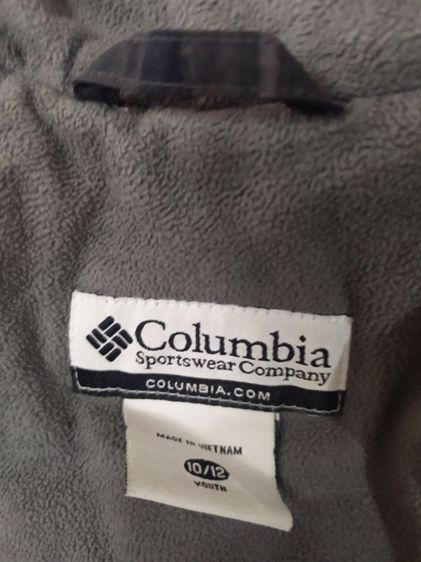 Columbia
Sportswear Company
COLUMBIA.COM
MADE IN VIETNAM
10/12
YOUTH